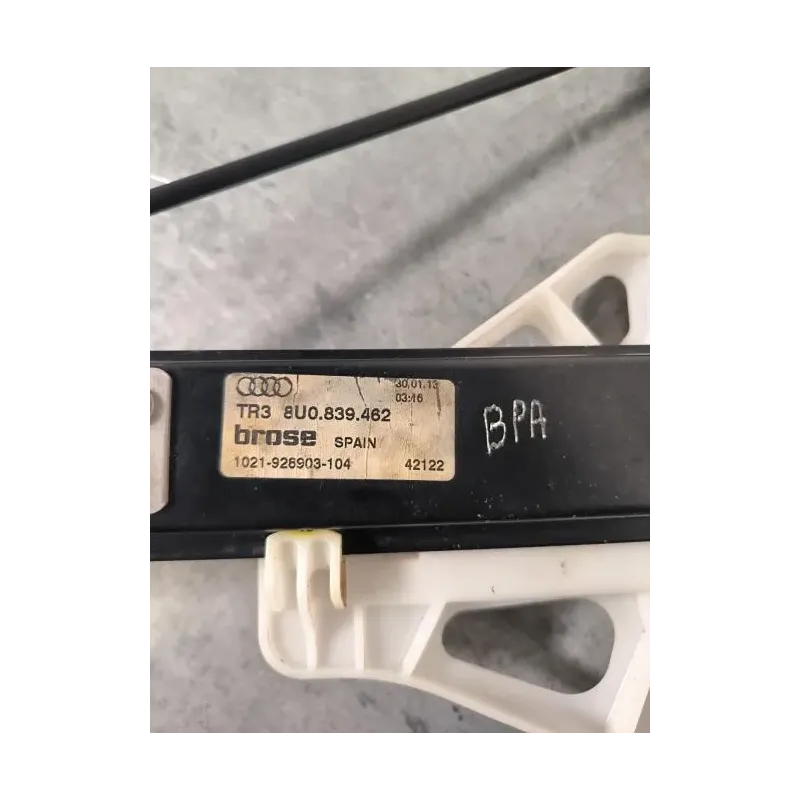 30.01.13
03:16
TR3 8U0.839.462
brose SPAIN
1021-926903-104 42122
BPA